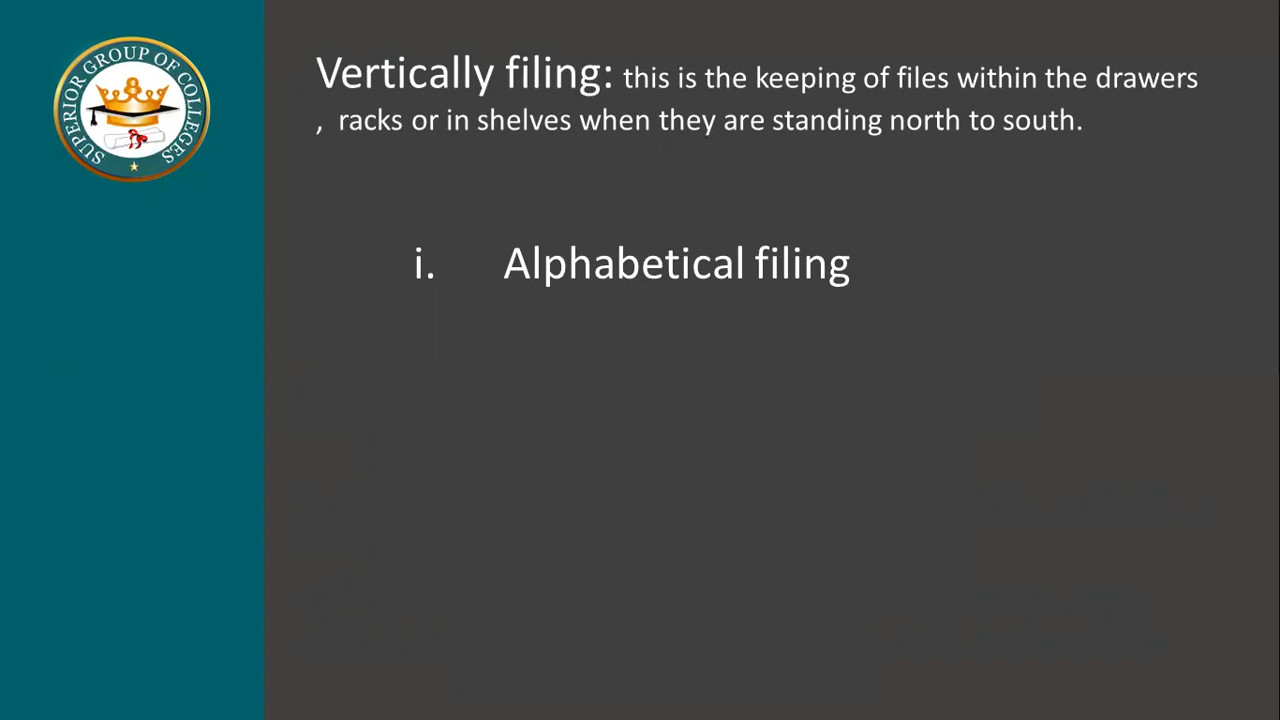 SUPERIOR GROUP OF COLLEGES
Vertically filing: this is the keeping of files within the drawers
, racks or in shelves when they are standing north to south.
i. Alphabetical filing